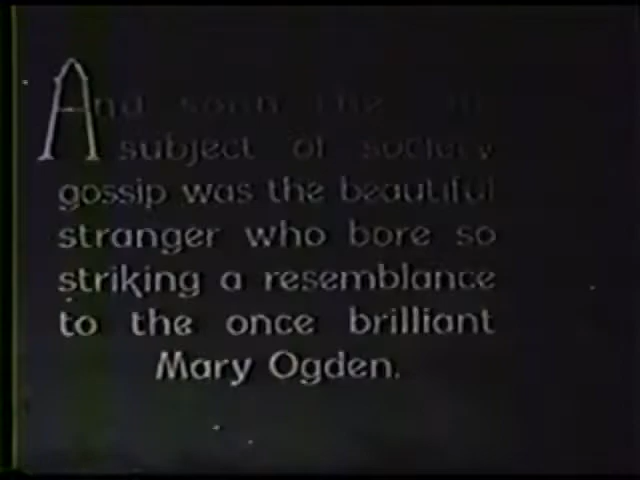 And soon the
subject of society
gossip was the beautiful
stranger who bore so
striking a resemblance
to the once brilliant
Mary Ogden.